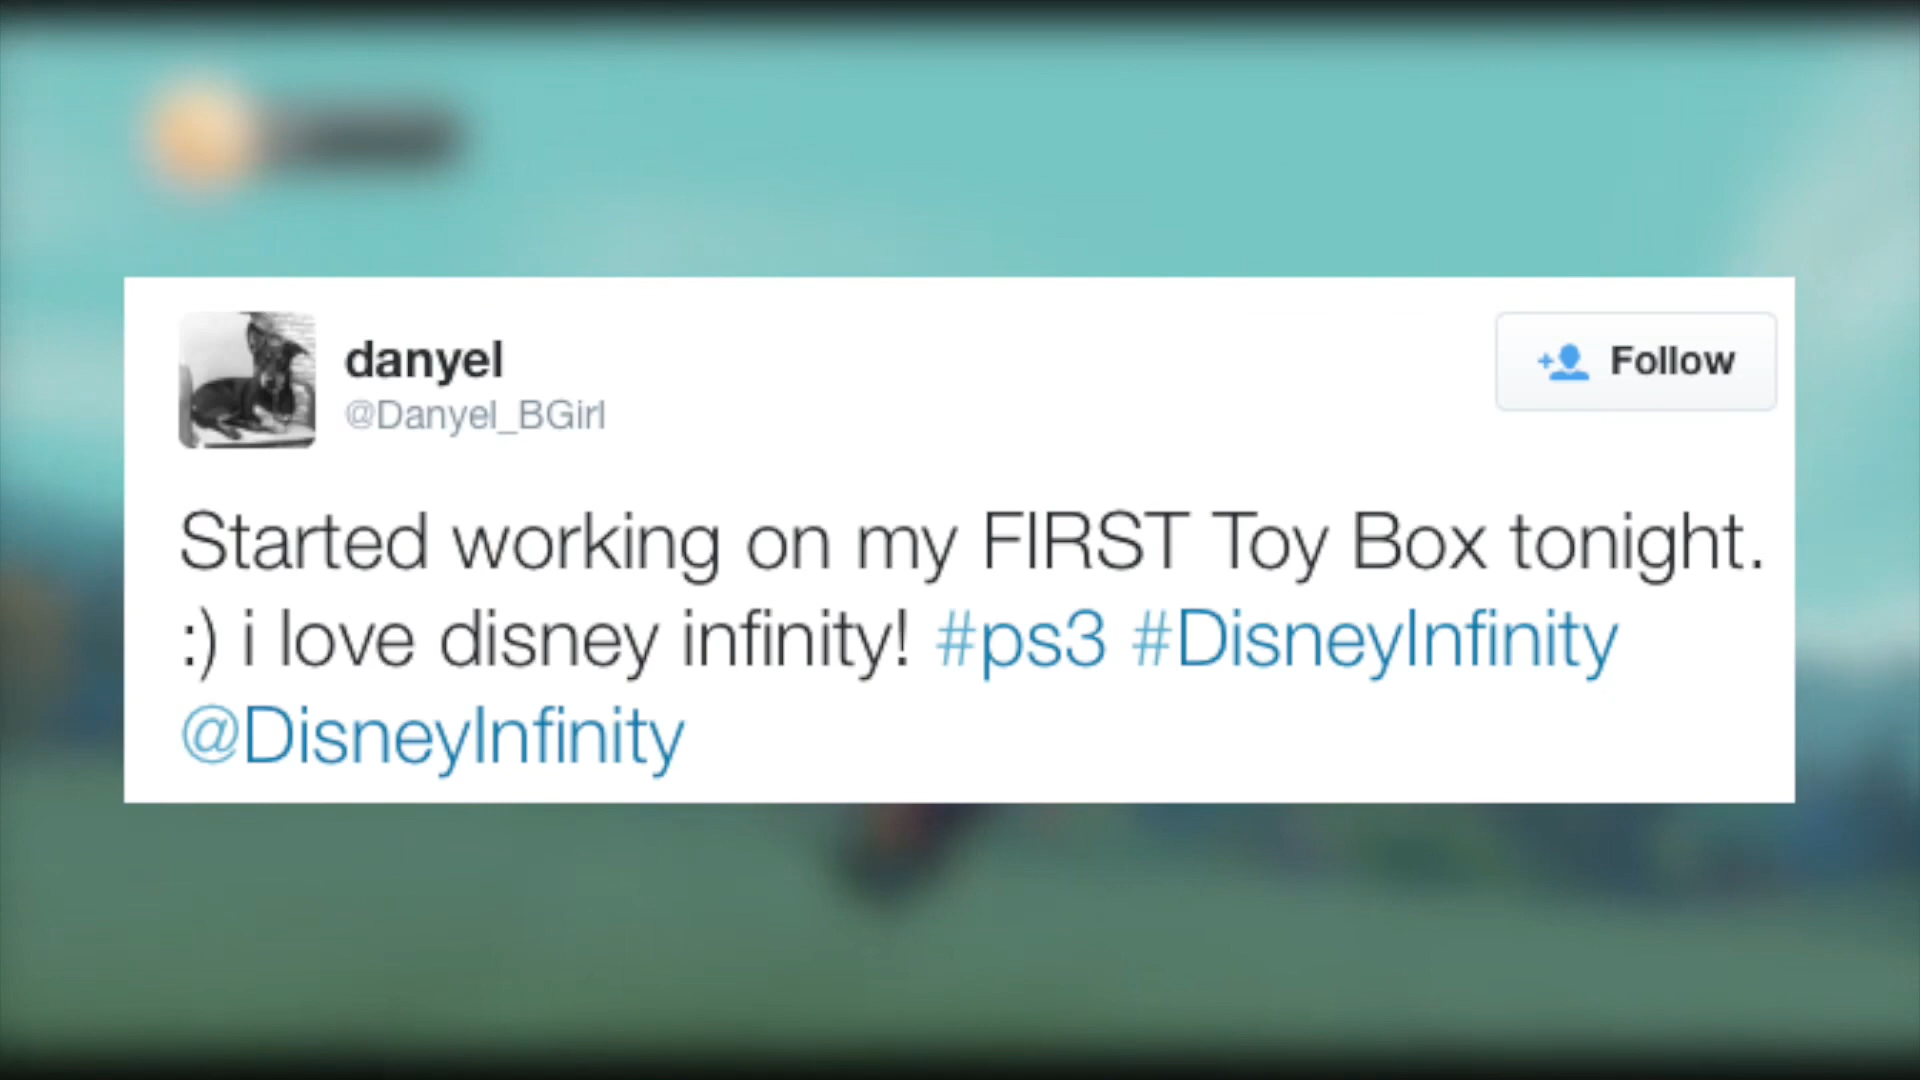 danyel
@Danyel_BGirl
Follow
Started working on my FIRST Toy Box tonight.
:) i love disney infinity! #ps3 #DisneyInfinity
@DisneyInfinity